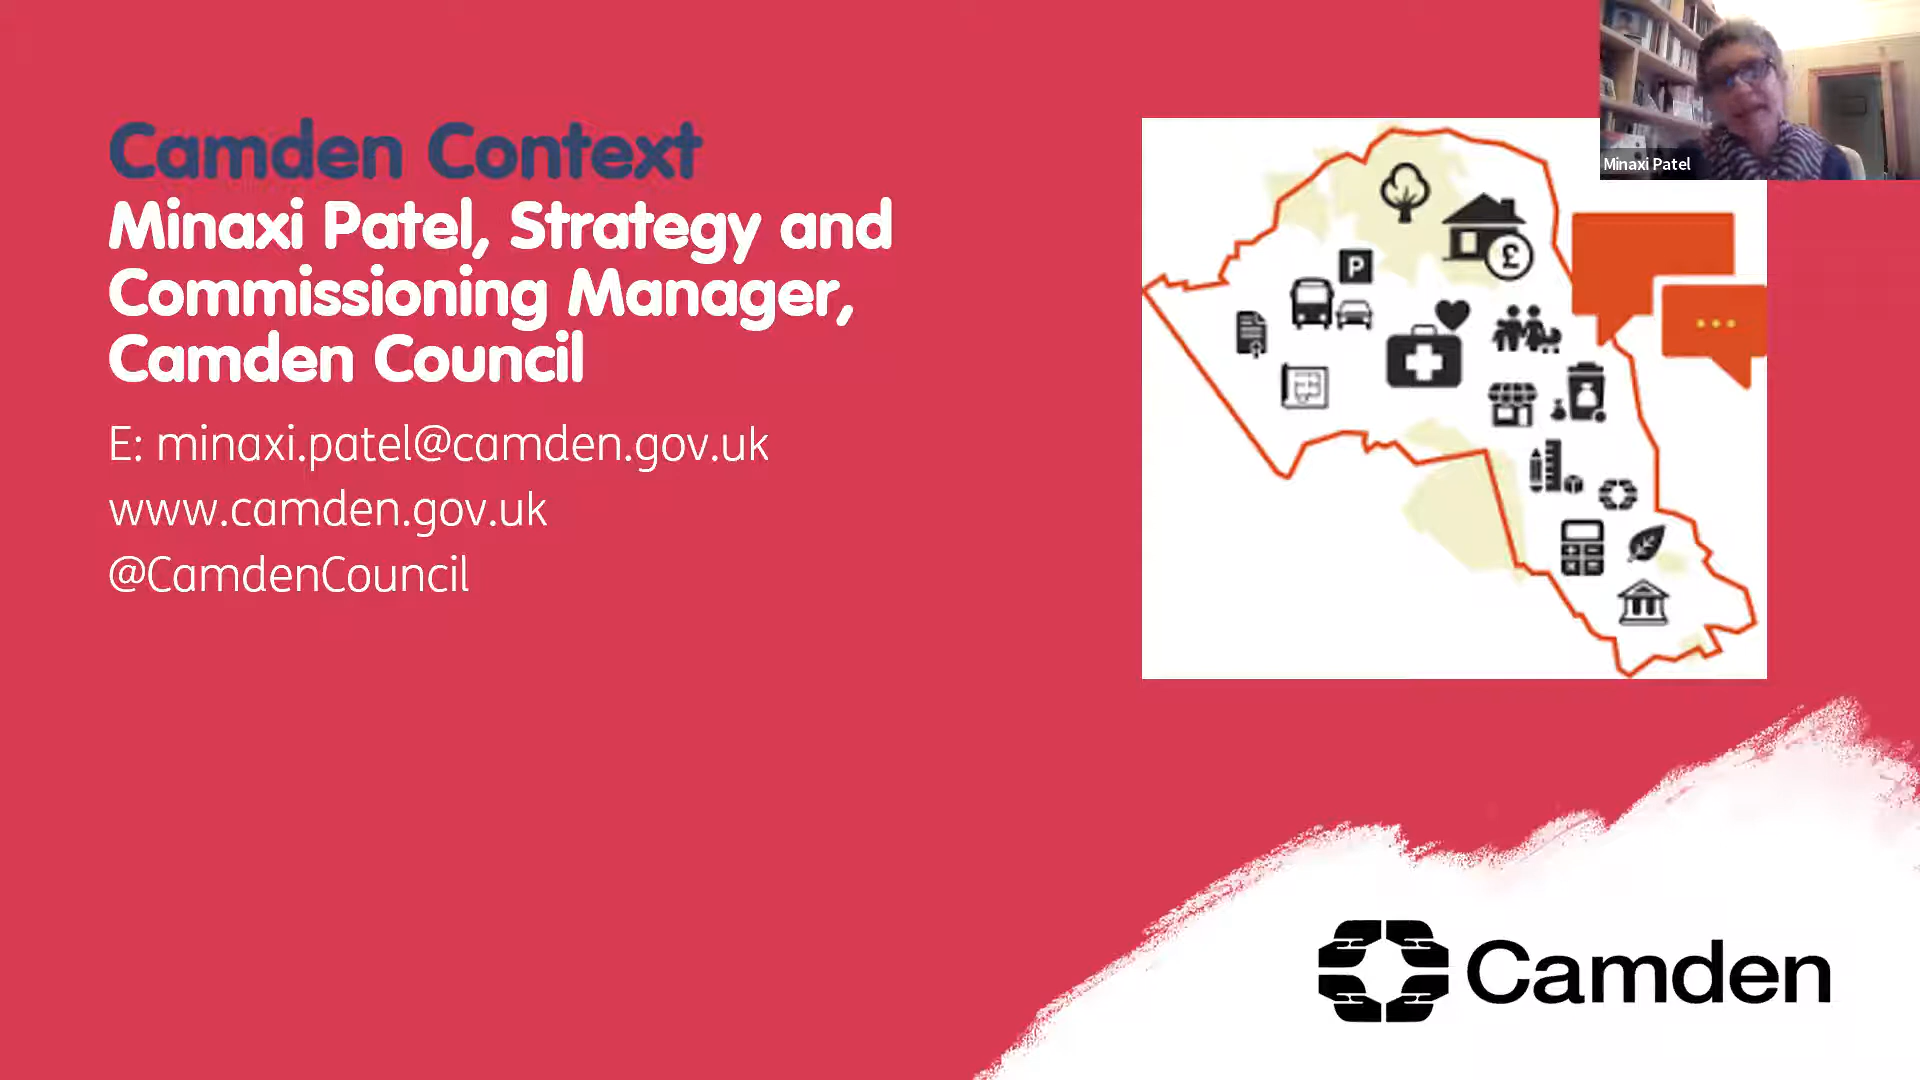 Camden Context
Minaxi Patel, Strategy and
Commissioning Manager,
Camden Council
E: minaxi.patel@camden.gov.uk
www.camden.gov.uk
@CamdenCouncil
Minaxi Patel
P
£
Camden